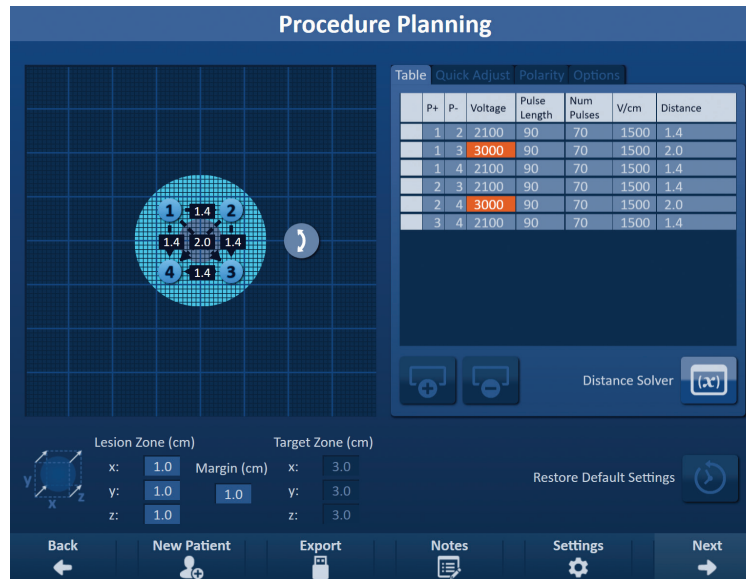 Procedure Planning
Table Quick Adjust Polarity Options
P+ P- Voltage Pulse Length Num Pulses V/cm Distance
1 2 2100 90 70 1500 1.4
1 3 3000 90 70 1500 2.0
1 4 2100 90 70 1500 1.4
2 3 2100 90 70 1500 1.4
2 4 3000 90 70 1500 2.0
3 4 2100 90 70 1500 1.4
1 1.4 2
1.4 2.0 1.4
4 1.4 3
Distance Solver (x)
Lesion Zone (cm) Target Zone (cm)
x: 1.0 Margin (cm) x: 3.0
y: 1.0 1.0 y: 3.0
z: 1.0 z: 3.0
y x z
Restore Default Settings
Back New Patient Export Notes Settings Next